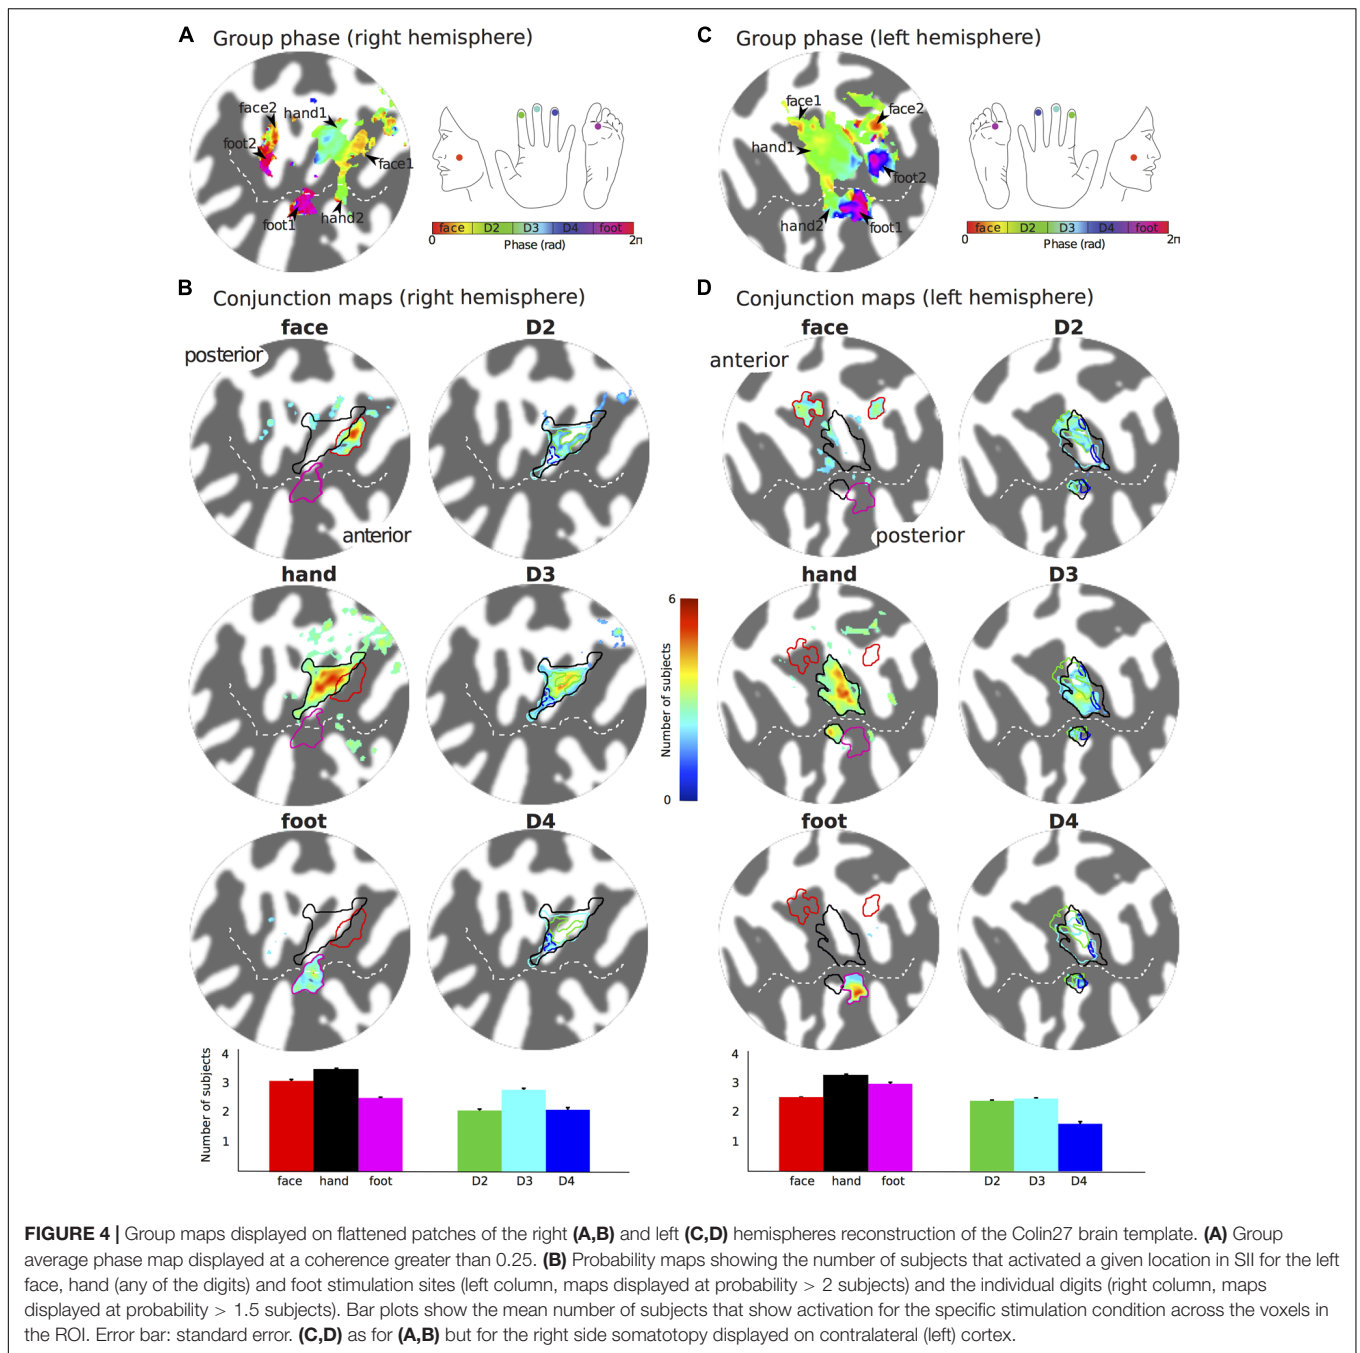 A Group phase (right hemisphere)
face2 hand1
foot2
face1
foot1 hand2
face D2 D3 D4 foot
0 2π
Phase (rad)
C Group phase (left hemisphere)
face1 face2
hand1
foot2
hand2 foot1
face D2 D3 D4 foot
0 2π
Phase (rad)
B Conjunction maps (right hemisphere)
face D2
posterior
anterior
hand D3
foot D4
6
Number of subjects
0
D Conjunction maps (left hemisphere)
face D2
anterior
posterior
hand D3
foot D4
Number of subjects
4
3
2
1
face hand foot D2 D3 D4
4
3
2
1
face hand foot D2 D3 D4
FIGURE 4 | Group maps displayed on flattened patches of the right (A,B) and left (C,D) hemispheres reconstruction of the Colin27 brain template. (A) Group
average phase map displayed at a coherence greater than 0.25. (B) Probability maps showing the number of subjects that activated a given location in SII for the left
face, hand (any of the digits) and foot stimulation sites (left column, maps displayed at probability > 2 subjects) and the individual digits (right column, maps
displayed at probability > 1.5 subjects). Bar plots show the mean number of subjects that show activation for the specific stimulation condition across the voxels in
the ROI. Error bar: standard error. (C,D) as for (A,B) but for the right side somatotopy displayed on contralateral (left) cortex.